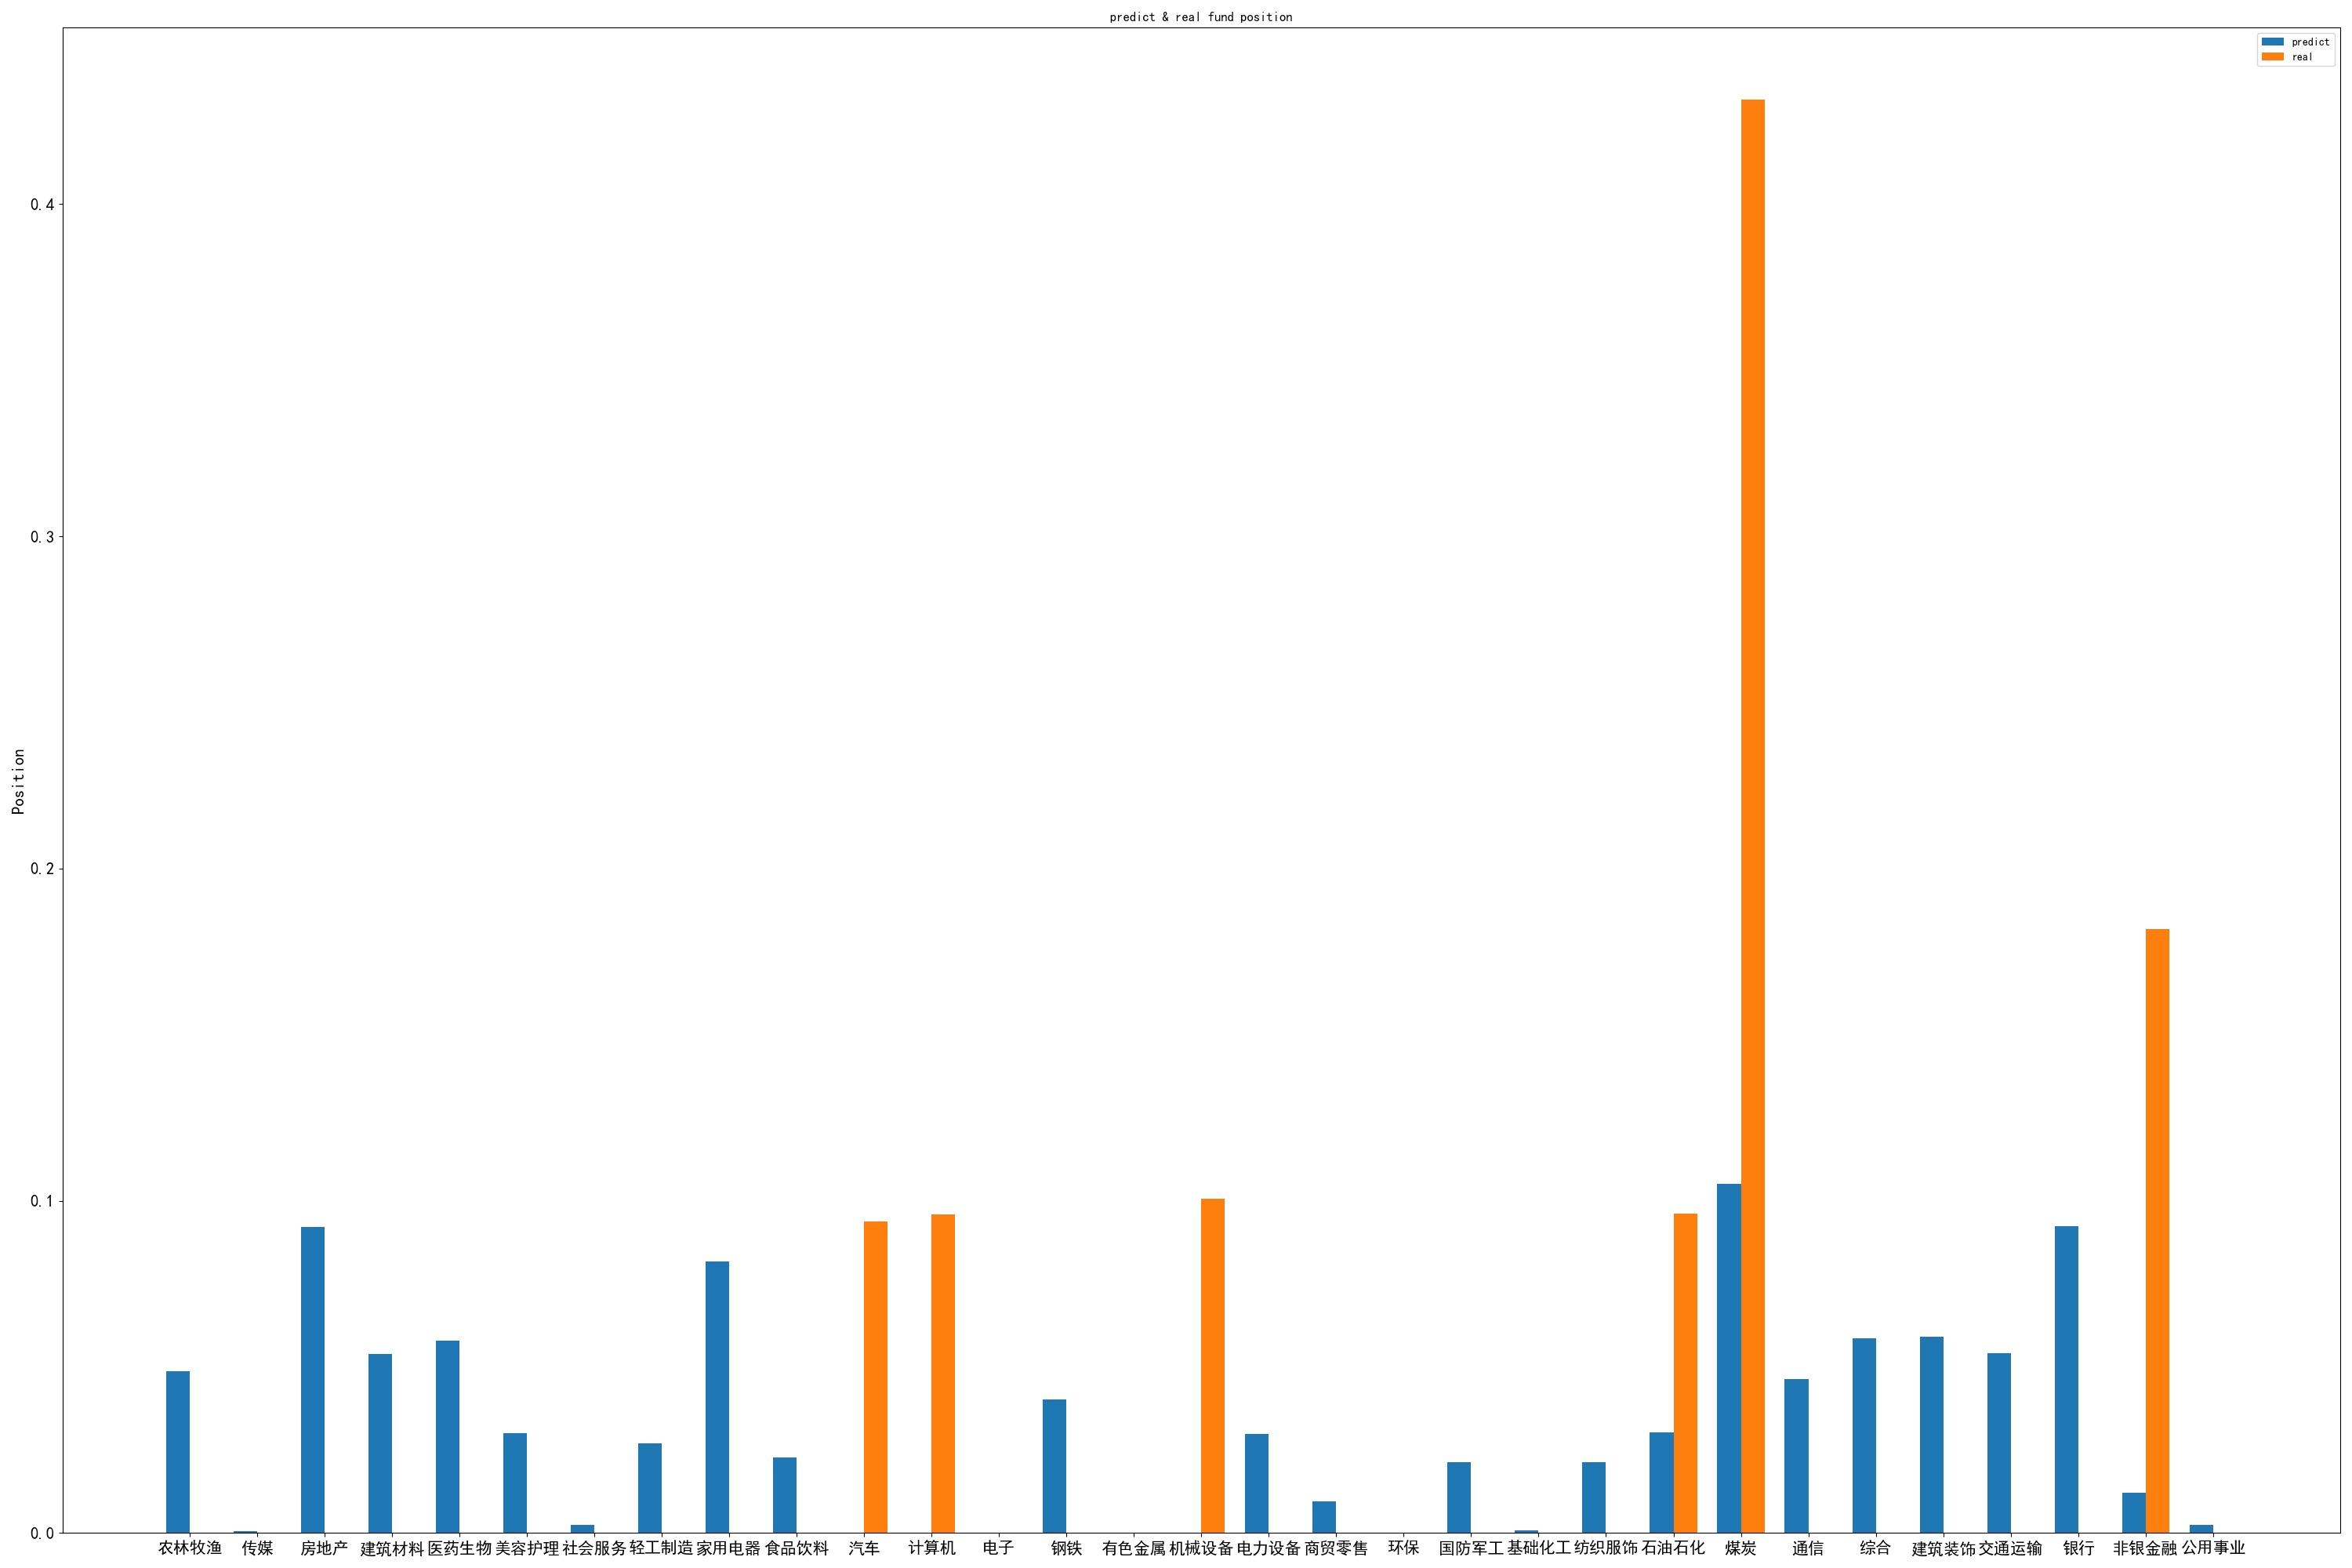 predict & real fund position
predict
real
Position
0.4
0.3
0.2
0.1
0.0
农林牧渔 传媒 房地产 建筑材料 医药生物 美容护理 社会服务 轻工制造 家用电器 食品饮料 汽车 计算机 电子 钢铁 有色金属 机械设备 电力设备 商贸零售 环保 国防军工 基础化工 纺织服饰 石油石化 煤炭 通信 综合 建筑装饰 交通运输 银行 非银金融 公用事业